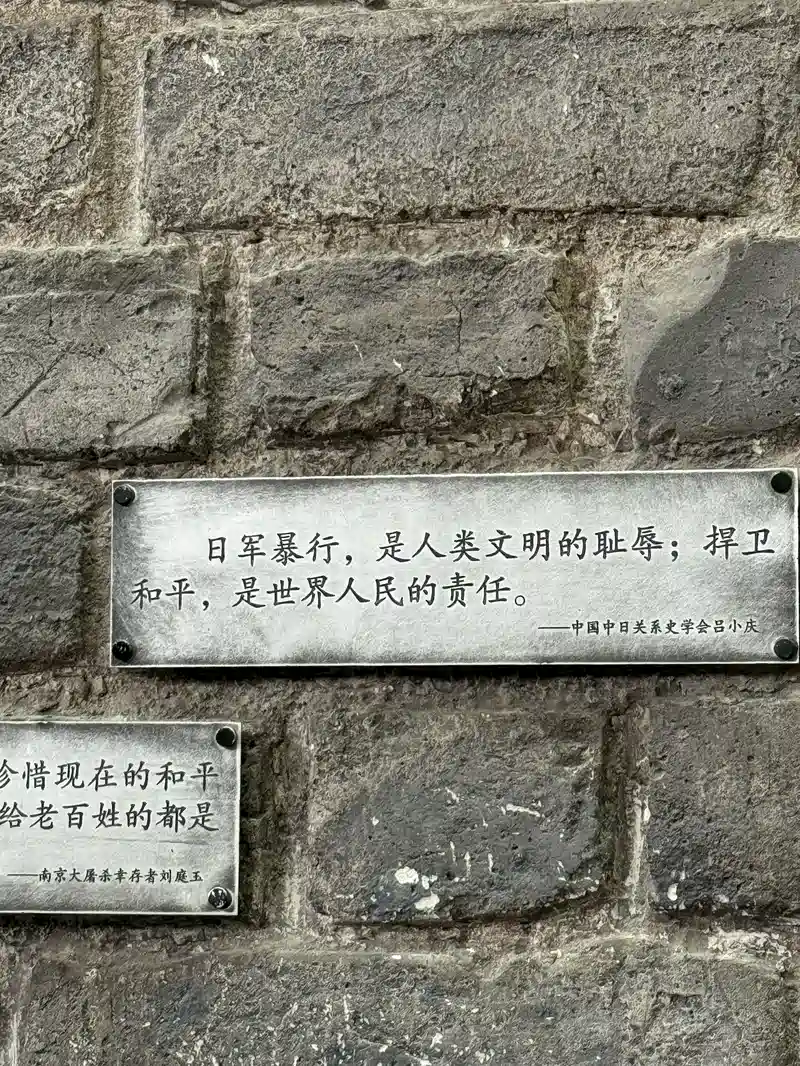 日军暴行，是人类文明的耻辱；捍卫
和平，是世界人民的责任。
——中国中日关系史学会吕小庆
惜现在的和平
给老百姓的都是
——南京大屠杀幸存者刘庭玉